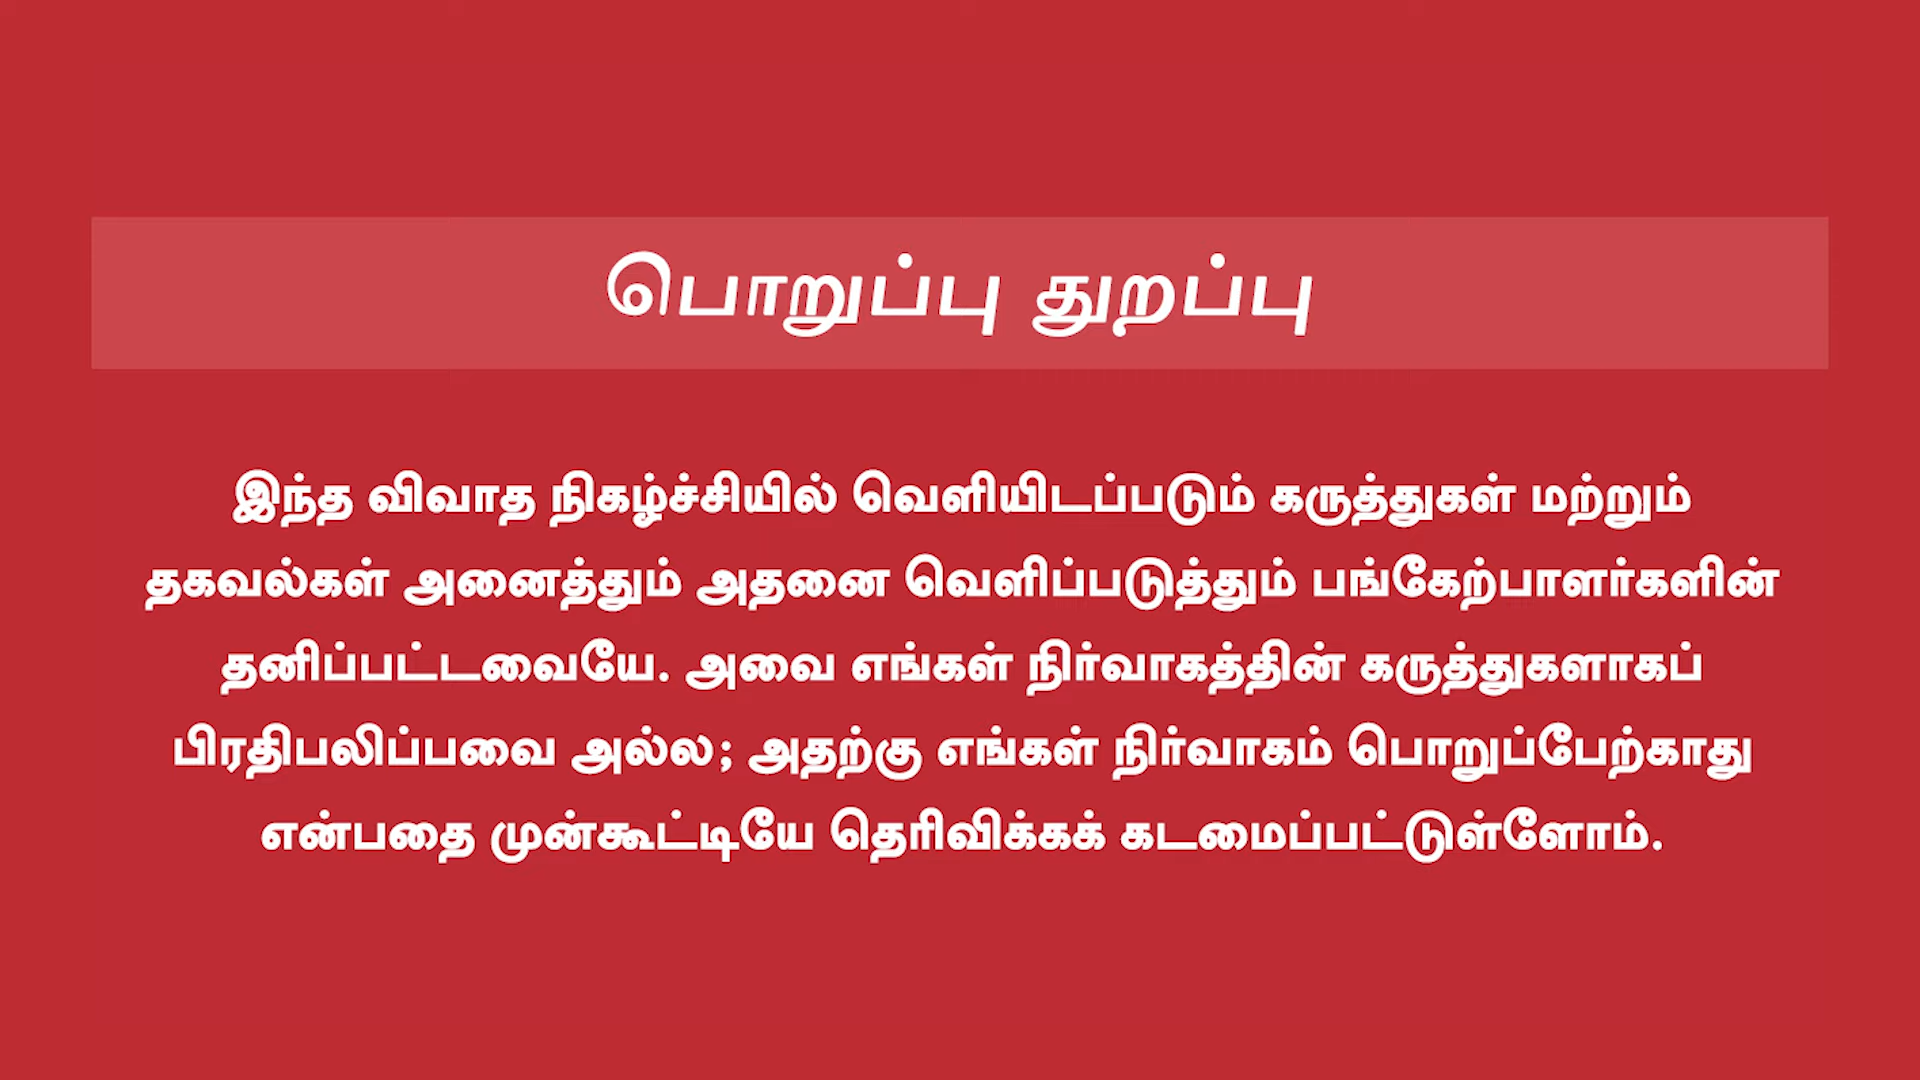 பொறுப்பு துறப்பு
இந்த விவாத நிகழ்ச்சியில் வெளியிடப்படும் கருத்துகள் மற்றும்
தகவல்கள் அனைத்தும் அதனை வெளிப்படுத்தும் பங்கேற்பாளர்களின்
தனிப்பட்டவையே. அவை எங்கள் நிர்வாகத்தின் கருத்துகளாகப்
பிரதிபலிப்பவை அல்ல; அதற்கு எங்கள் நிர்வாகம் பொறுப்பேற்காது
என்பதை முன்கூட்டியே தெரிவிக்கக் கடமைப்பட்டுள்ளோம்.